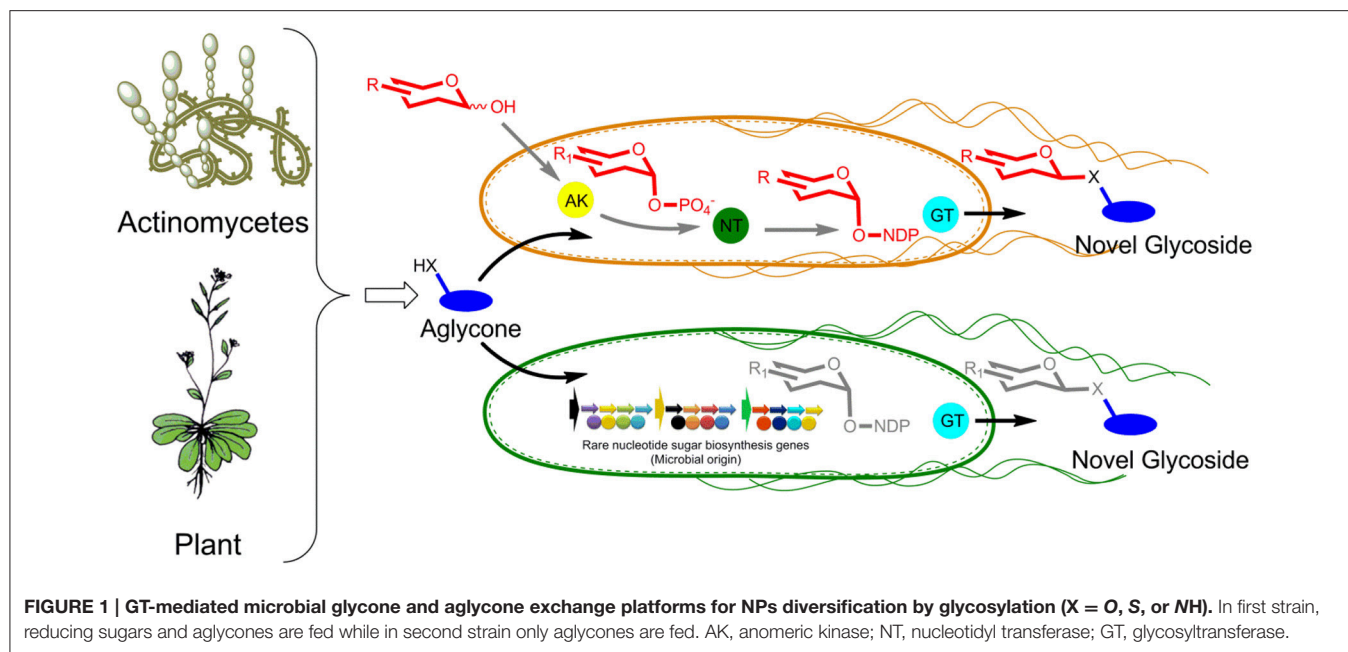 Actinomycetes
Plant
HX
Aglycone
R
O
OH
AK
R1
O
O—PO4-
NT
R
O
O—NDP
GT
R
O
X
Novel Glycoside
Rare nucleotide sugar biosynthesis genes
(Microbial origin)
R1
O
O—NDP
GT
R1
O
X
Novel Glycoside
FIGURE 1 | GT-mediated microbial glycone and aglycone exchange platforms for NPs diversification by glycosylation (X = O, S, or NH). In first strain,
reducing sugars and aglycones are fed while in second strain only aglycones are fed. AK, anomeric kinase; NT, nucleotidyl transferase; GT, glycosyltransferase.